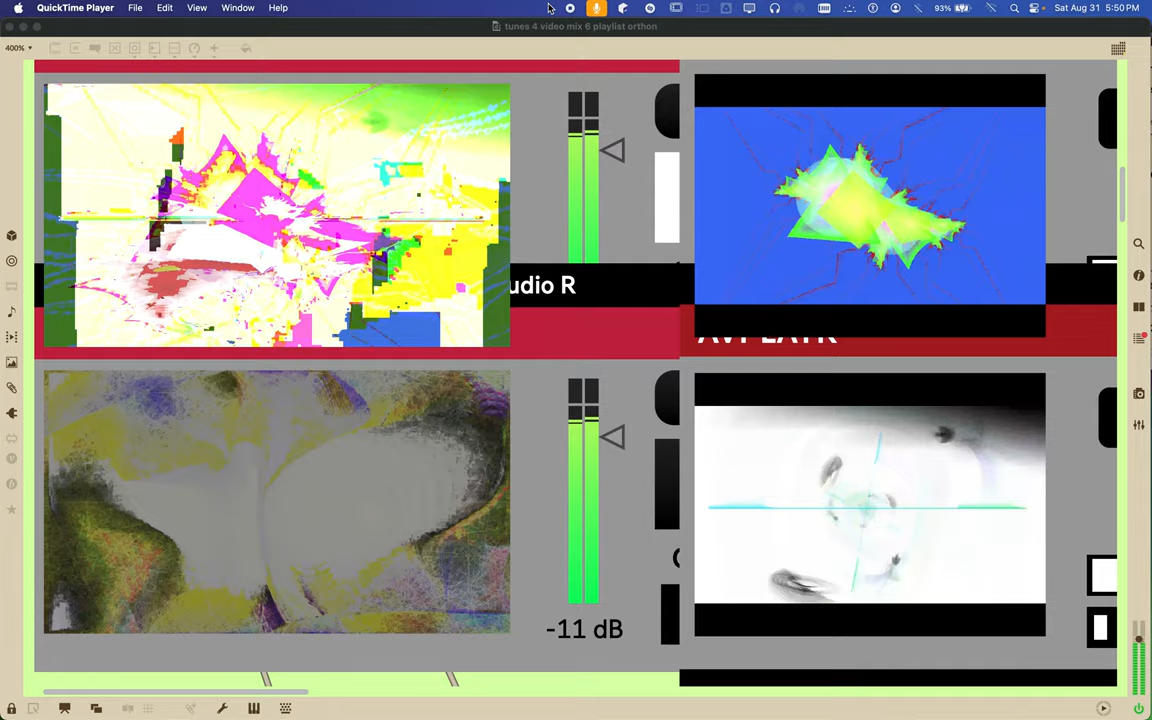 QuickTime Player File Edit View Window Help 93% Sat Aug 31 5:50 PM
tunes 4 video mix 6 playlist orthon
400%
udio R
-11 dB